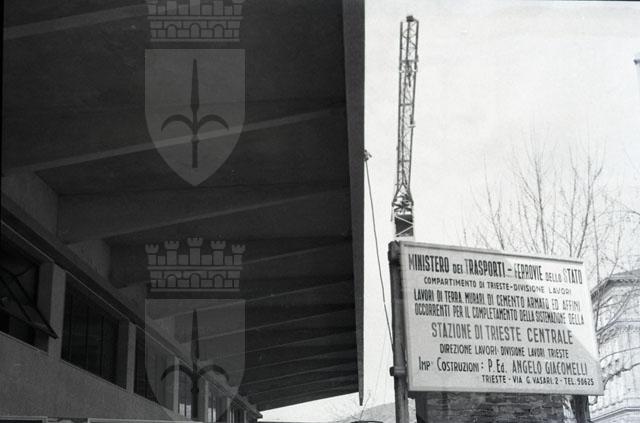 MINISTERO DEI TRASPORTI - FERROVIE DELLO STATO
COMPARTIMENTO DI TRIESTE - DIVISIONE LAVORI
LAVORI DI TERRA MURARI DI CEMENTO ARMATO ED AFFINI
OCCORRENTI PER IL COMPLETAMENTO DELLA SISTEMAZIONE DELLA
STAZIONE DI TRIESTE CENTRALE
DIREZIONE LAVORI: DIVISIONE LAVORI TRIESTE
IMP. COSTRUZIONI: P. ED. ANGELO GIACOMELLI
TRIESTE - VIA G. VASARI, 2 - TEL: 90625